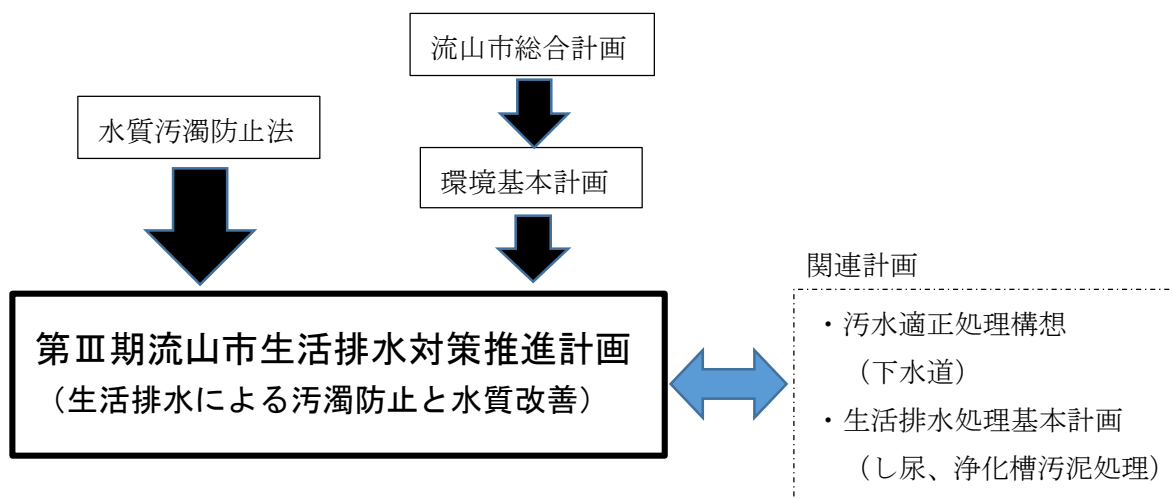 流山市総合計画
水質汚濁防止法
環境基本計画
第Ⅲ期流山市生活排水対策推進計画
（生活排水による汚濁防止と水質改善）
関連計画
・汚水適正処理構想
（下水道）
・生活排水処理基本計画
（し尿、浄化槽汚泥処理）